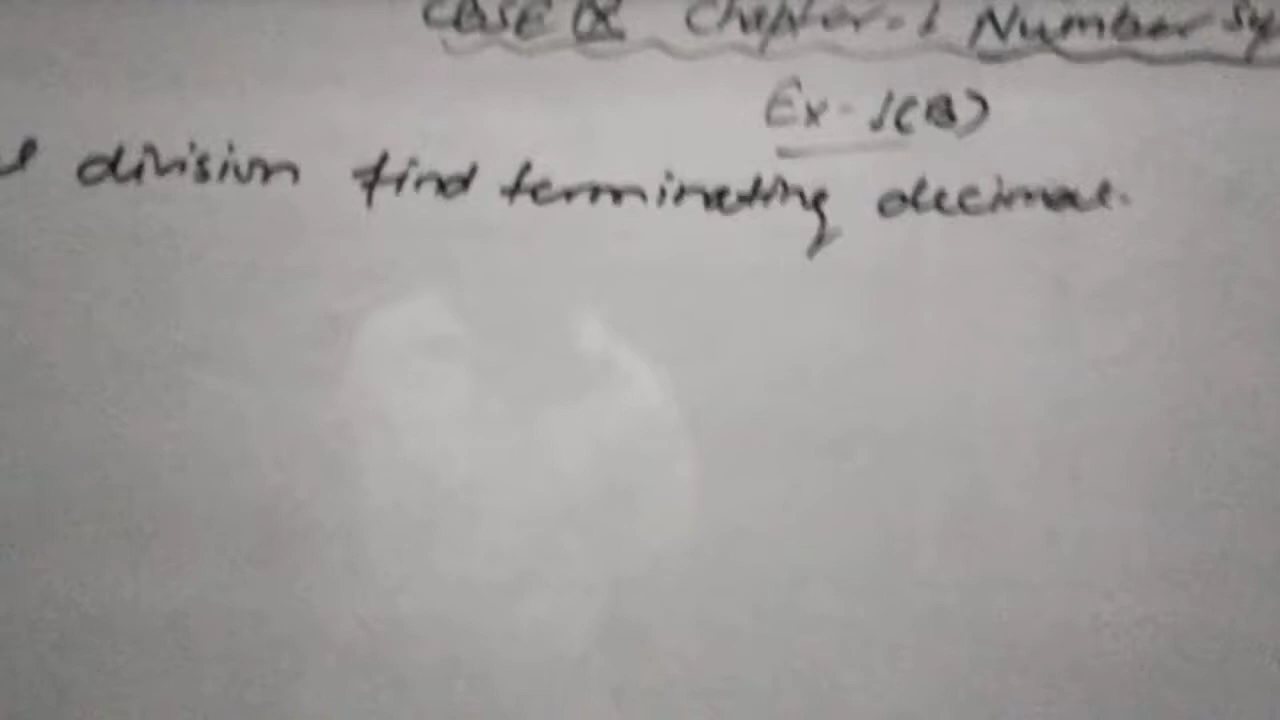 CBSE IX Chapter-1 Number Sy
Ex-1(B)
division find terminating decimal.